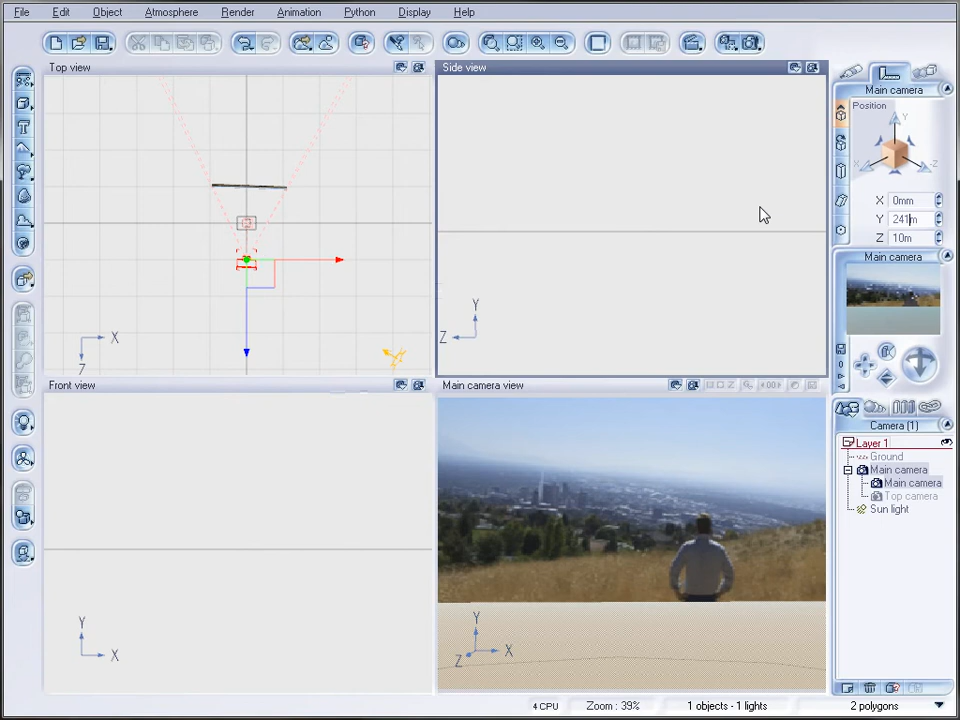 File Edit Object Atmosphere Render Animation Python Display Help
Top view
Side view
Main camera
Position
Y
X
Z
X 0mm
Y 241m
Z 10m
Main camera
X
Z
Y
Z
Front view
Main camera view
Camera (1)
Layer 1
Ground
Main camera
Main camera
Top camera
Sun light
Y
X
Y
X
Z
4 CPU Zoom : 39% 1 objects - 1 lights 2 polygons